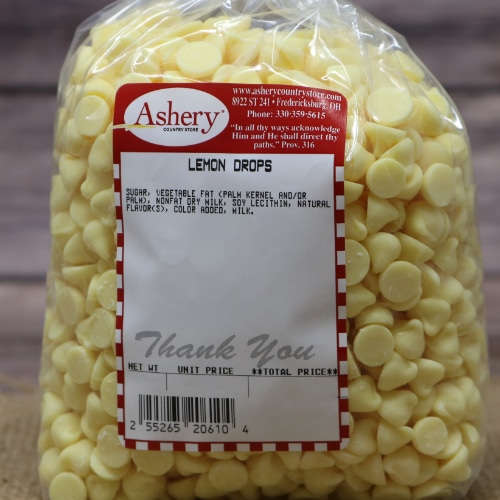 Ashery
COUNTRY STORE
www.asherycountrystore.com
8922 ST 241 • Fredericksburg, OH
Phone: 330-359-5615
"In all thy ways acknowledge
Him and He shall direct thy
paths." Prov. 316
LEMON DROPS
SUGAR, VEGETABLE FAT (PALM KERNEL AND/OR
PALM), NONFAT DRY MILK, SOY LECITHIN, NATURAL
FLAVOR(S), COLOR ADDED, MILK.
Thank You
NET WT UNIT PRICE **TOTAL PRICE**
2 55265 20610 4